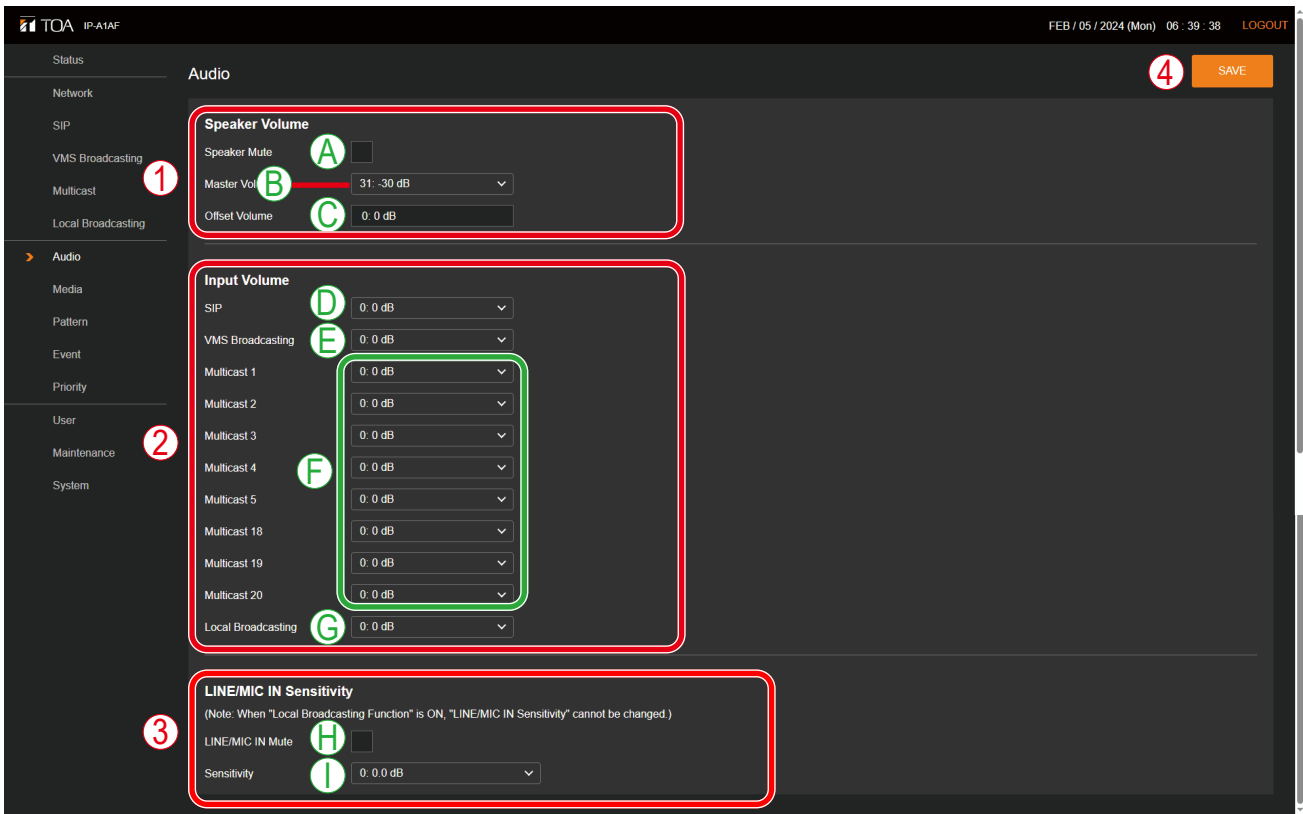 TOA IP-A1AF FEB / 05 / 2024 (Mon) 06 : 39 : 38 LOGOUT
Status
Network
SIP
VMS Broadcasting
Multicast
Local Broadcasting
Audio
Media
Pattern
Event
Priority
User
Maintenance
System
1
2
3
Audio
4 SAVE
Speaker Volume
Speaker Mute A
Master Vol B 31: -30 dB
Offset Volume C 0: 0 dB
Input Volume
SIP D 0: 0 dB
VMS Broadcasting E 0: 0 dB
Multicast 1 0: 0 dB
Multicast 2 0: 0 dB
Multicast 3 0: 0 dB
Multicast 4 F 0: 0 dB
Multicast 5 0: 0 dB
Multicast 18 0: 0 dB
Multicast 19 0: 0 dB
Multicast 20 0: 0 dB
Local Broadcasting G 0: 0 dB
LINE/MIC IN Sensitivity
(Note: When "Local Broadcasting Function" is ON, "LINE/MIC IN Sensitivity" cannot be changed.)
LINE/MIC IN Mute H
Sensitivity I 0: 0.0 dB